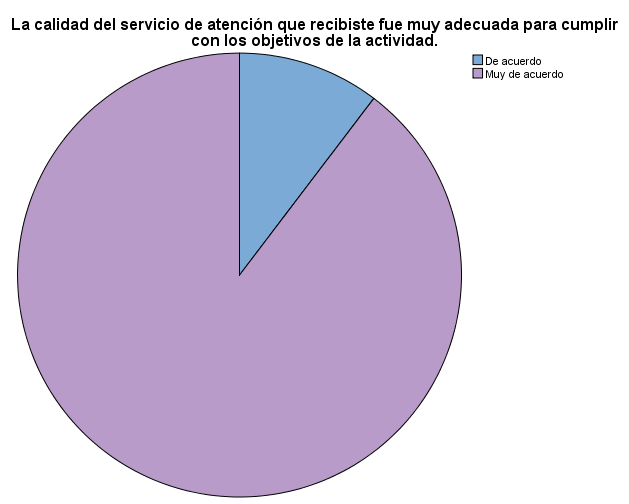 La calidad del servicio de atención que recibiste fue muy adecuada para cumplir
con los objetivos de la actividad.
De acuerdo
Muy de acuerdo